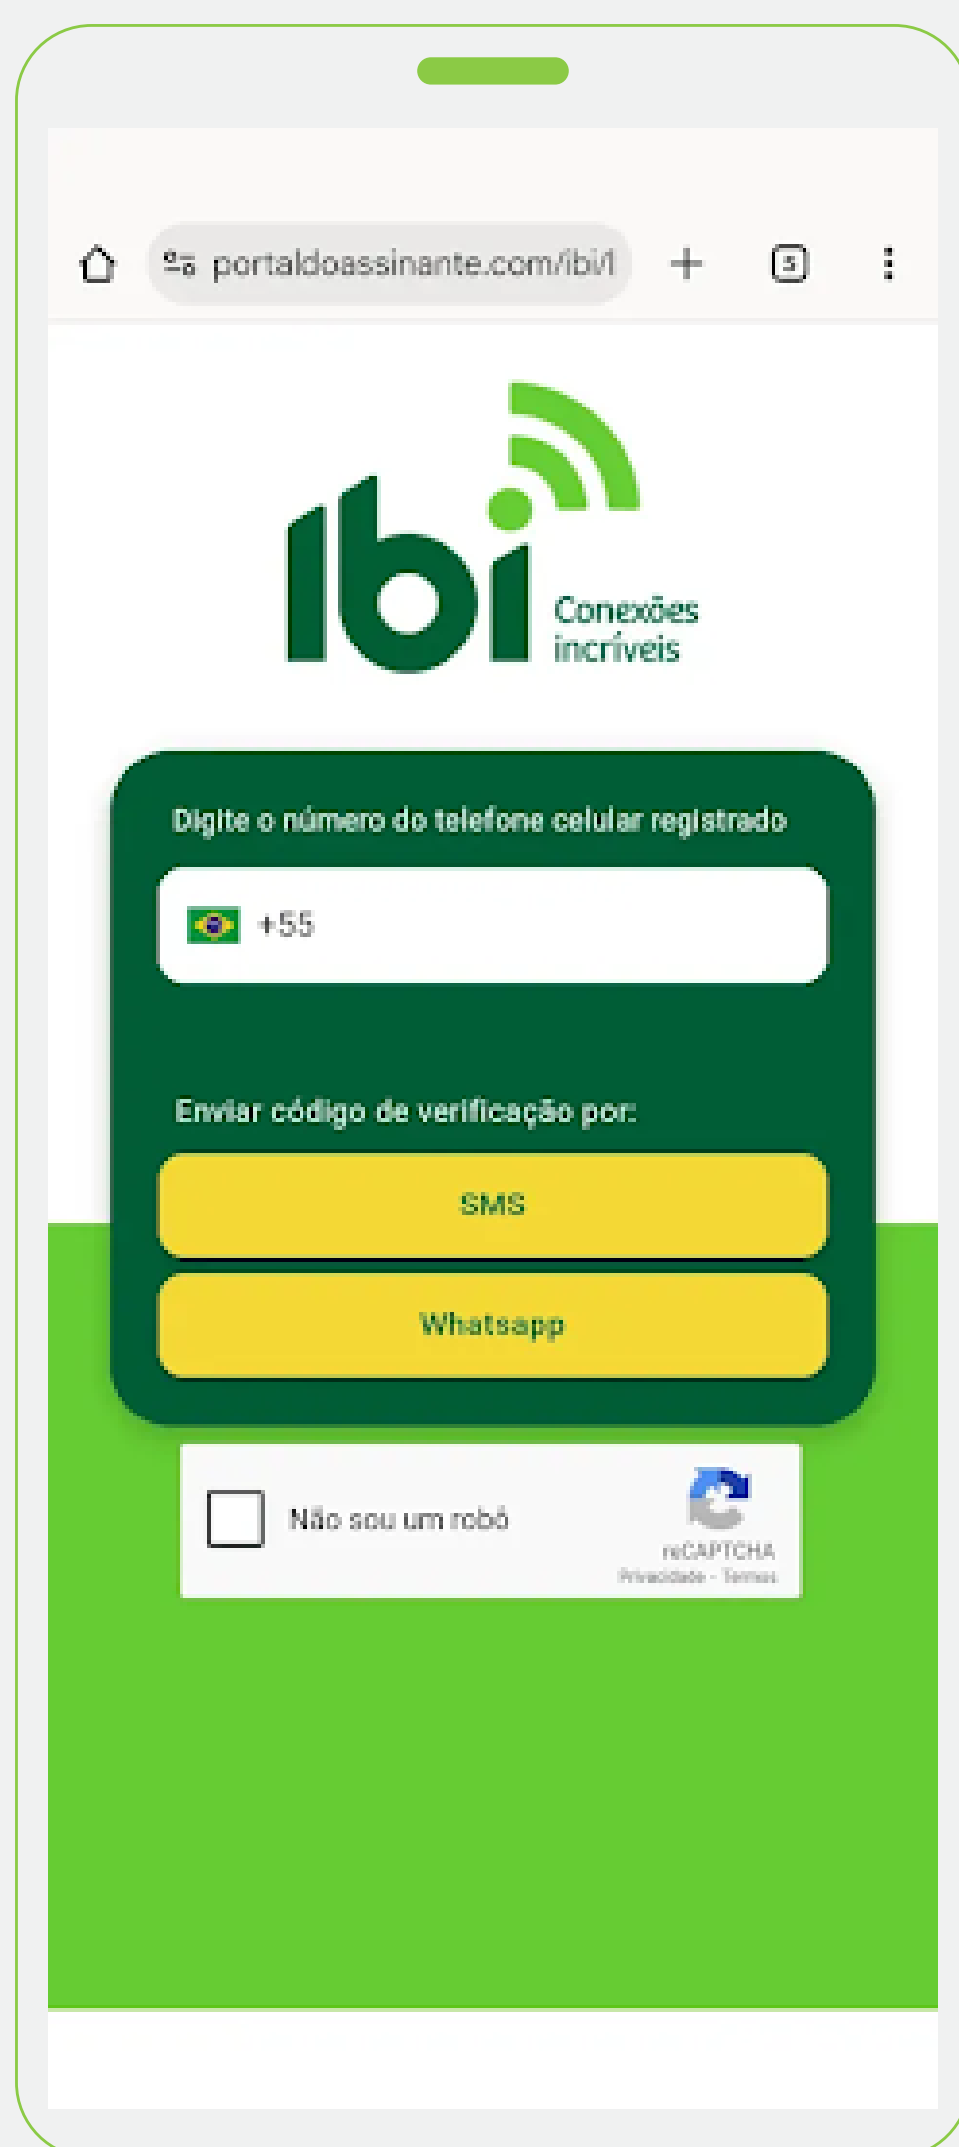 portaldoassinante.com/ibi/l
5
Ibi
Conexões
incríveis
Digite o número do telefone celular registrado
+55
Enviar código de verificação por:
SMS
Whatsapp
Não sou um robô
reCAPTCHA
Privacidade - Termos